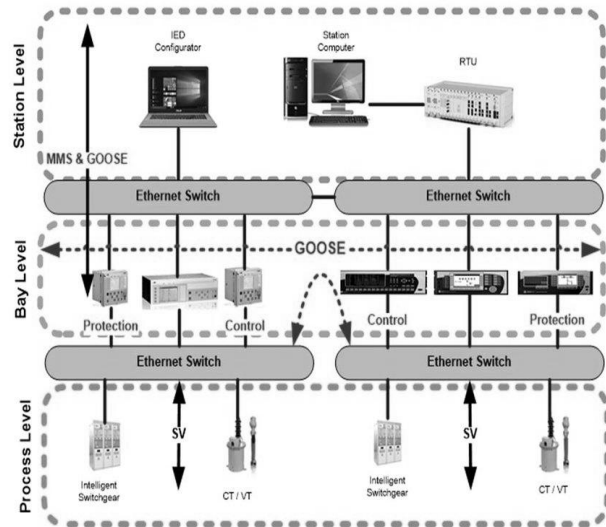 Station Level
IED
Configurator
Station
Computer
RTU
MMS & GOOSE
Ethernet Switch
Ethernet Switch
Bay Level
GOOSE
Protection
Control
Control
Protection
Ethernet Switch
Ethernet Switch
Process Level
SV
SV
Intelligent
Switchgear
CT / VT
Intelligent
Switchgear
CT / VT